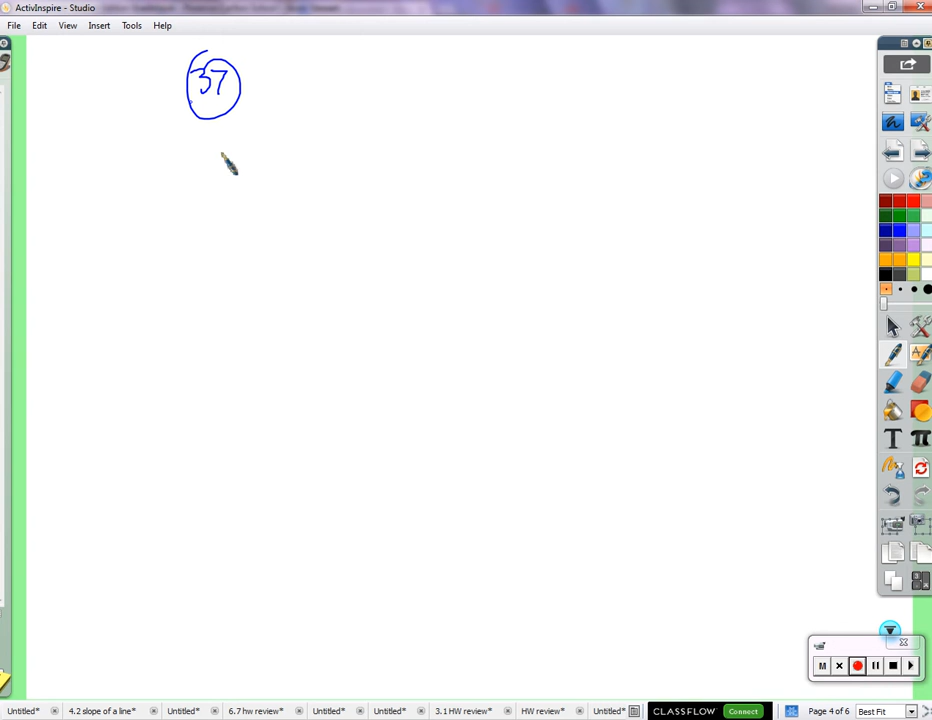 ActivInspire - Studio
File Edit View Insert Tools Help
37
Untitled* 4.2 slope of a line* Untitled* 6.7 hw review* Untitled* Untitled* 3.1 HW review* HW review* Untitled* CLASSFLOW Connect Page 4 of 6 Best Fit
M